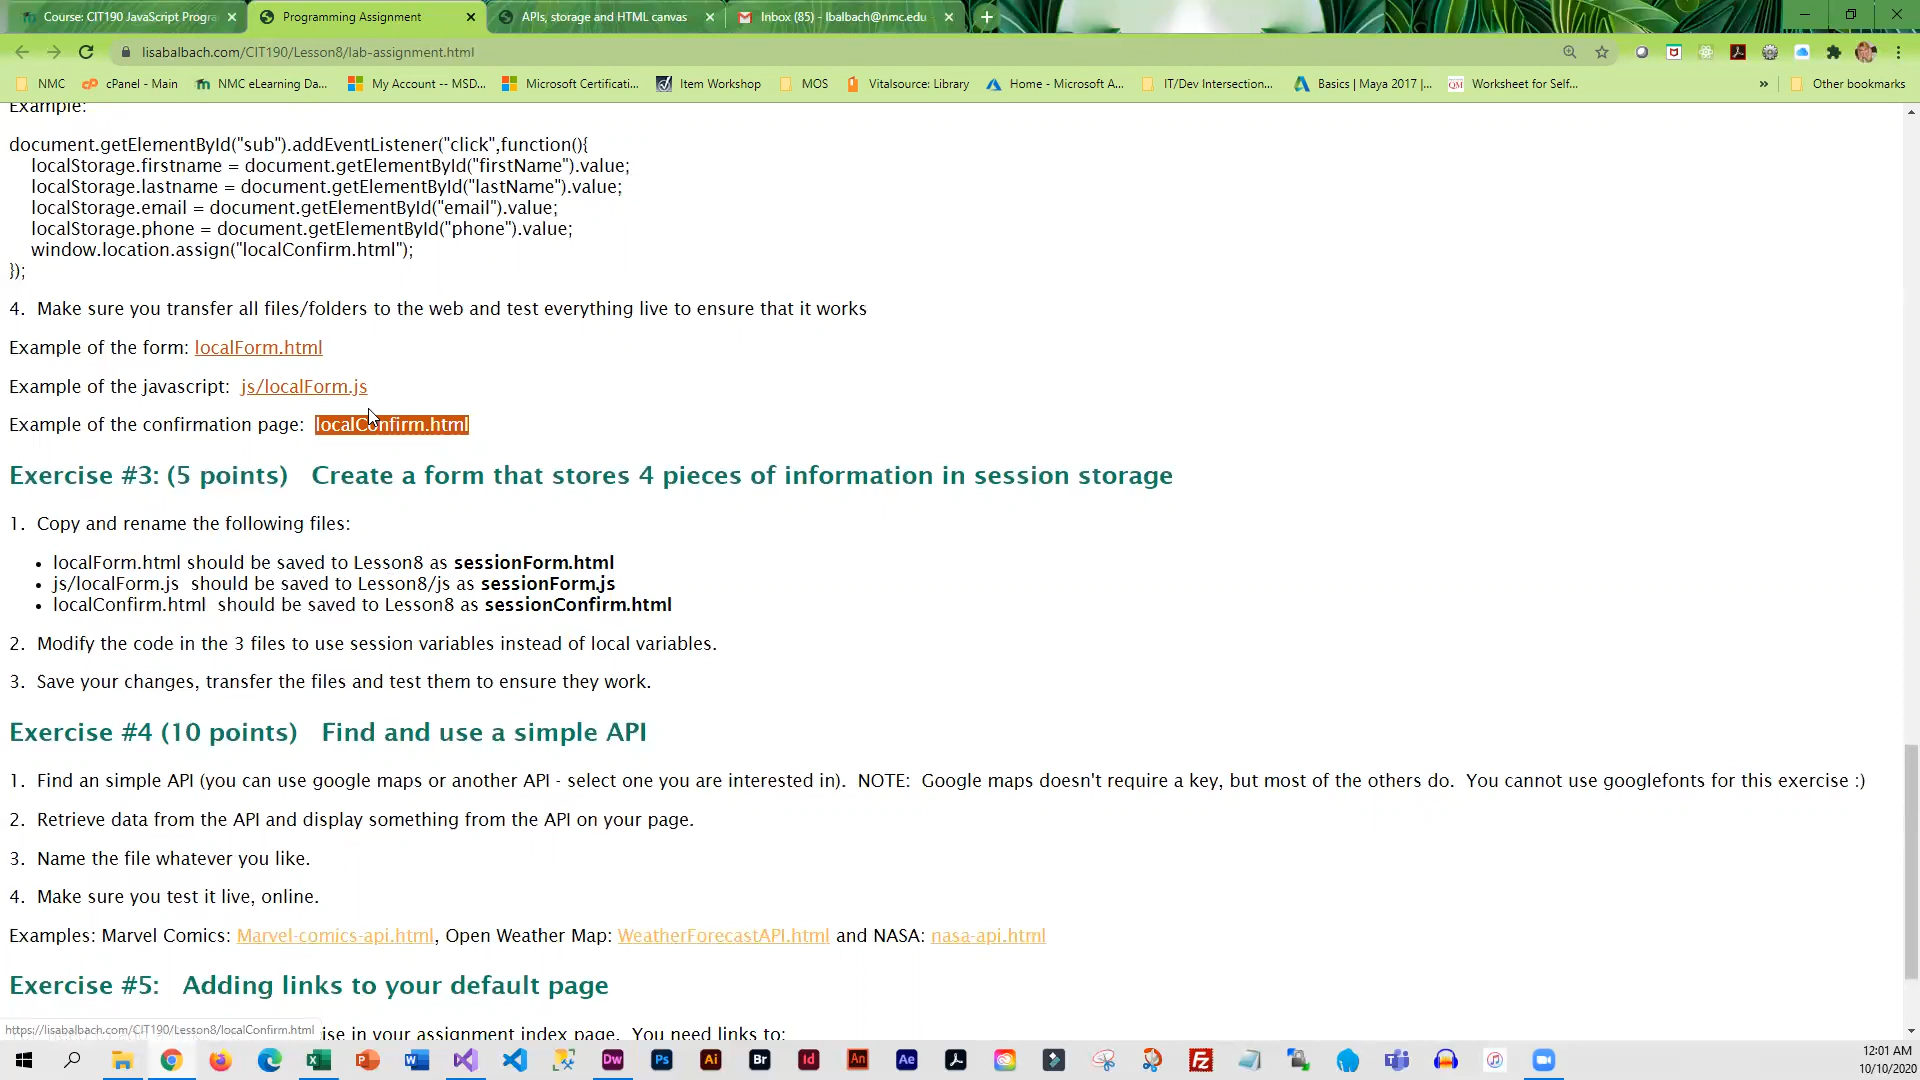 Course: CIT190 JavaScript Progra
Programming Assignment
APIs, storage and HTML canvas
Inbox (85) - lbalbach@nmc.edu
lisabalbach.com/CIT190/Lesson8/lab-assignment.html
NMC
cPanel - Main
NMC eLearning Da...
My Account -- MSD...
Microsoft Certificati...
Item Workshop
MOS
Vitalsource: Library
Home - Microsoft A...
IT/Dev Intersection...
Basics | Maya 2017 |...
Worksheet for Self...
»
Other bookmarks
Example:
document.getElementById("sub").addEventListener("click",function(){
localStorage.firstname = document.getElementById("firstName").value;
localStorage.lastname = document.getElementById("lastName").value;
localStorage.email = document.getElementById("email").value;
localStorage.phone = document.getElementById("phone").value;
window.location.assign("localConfirm.html");
});
4. Make sure you transfer all files/folders to the web and test everything live to ensure that it works
Example of the form: localForm.html
Example of the javascript: js/localForm.js
Example of the confirmation page: localConfirm.html
Exercise #3: (5 points) Create a form that stores 4 pieces of information in session storage
1. Copy and rename the following files:
• localForm.html should be saved to Lesson8 as sessionForm.html
• js/localForm.js should be saved to Lesson8/js as sessionForm.js
• localConfirm.html should be saved to Lesson8 as sessionConfirm.html
2. Modify the code in the 3 files to use session variables instead of local variables.
3. Save your changes, transfer the files and test them to ensure they work.
Exercise #4 (10 points) Find and use a simple API
1. Find an simple API (you can use google maps or another API - select one you are interested in). NOTE: Google maps doesn't require a key, but most of the others do. You cannot use googlefonts for this exercise :)
2. Retrieve data from the API and display something from the API on your page.
3. Name the file whatever you like.
4. Make sure you test it live, online.
Examples: Marvel Comics: Marvel-comics-api.html, Open Weather Map: WeatherForecastAPI.html and NASA: nasa-api.html
Exercise #5: Adding links to your default page
https://lisabalbach.com/CIT190/Lesson8/localConfirm.html
ise in your assignment index page. You need links to:
12:01 AM
10/10/2020